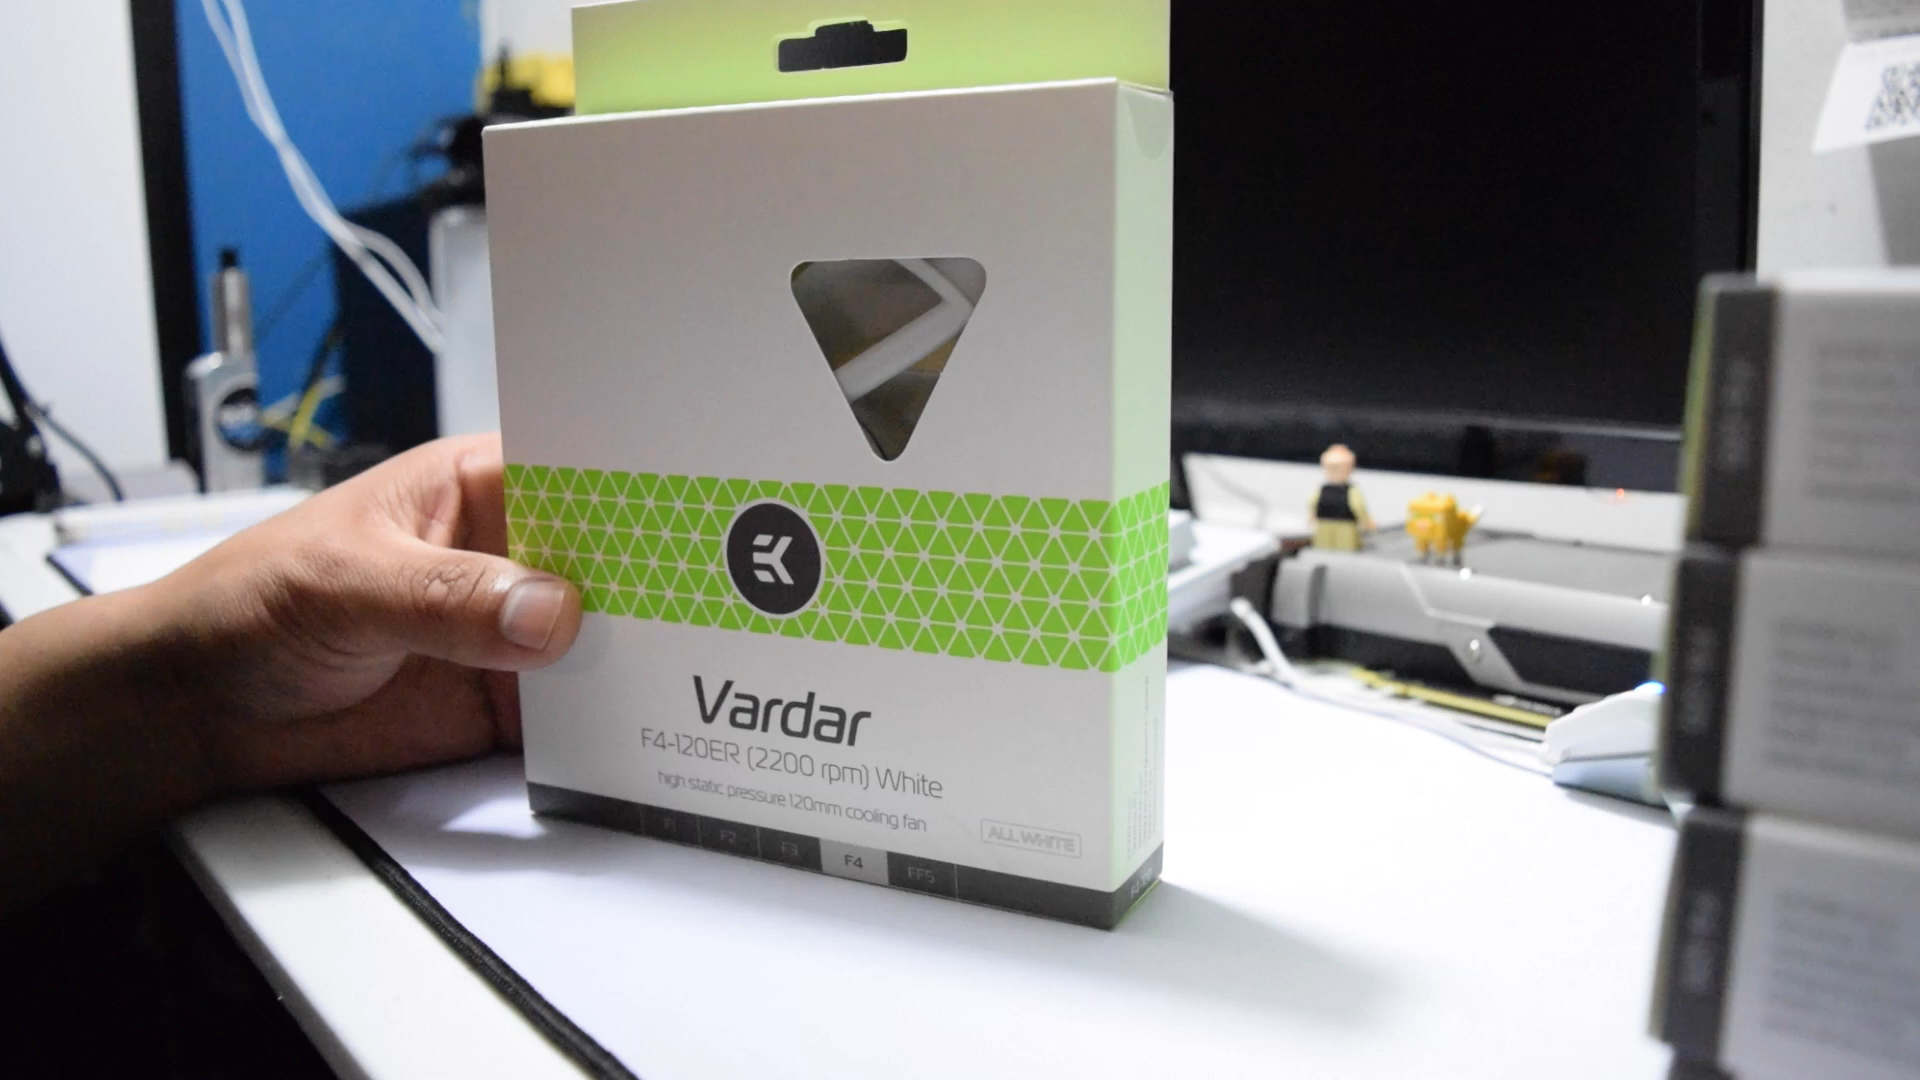 EK
Vardar
F4-120ER (2200 rpm) White
high static pressure 120mm cooling fan
ALL WHITE
F1 F2 F3 F4 FF5